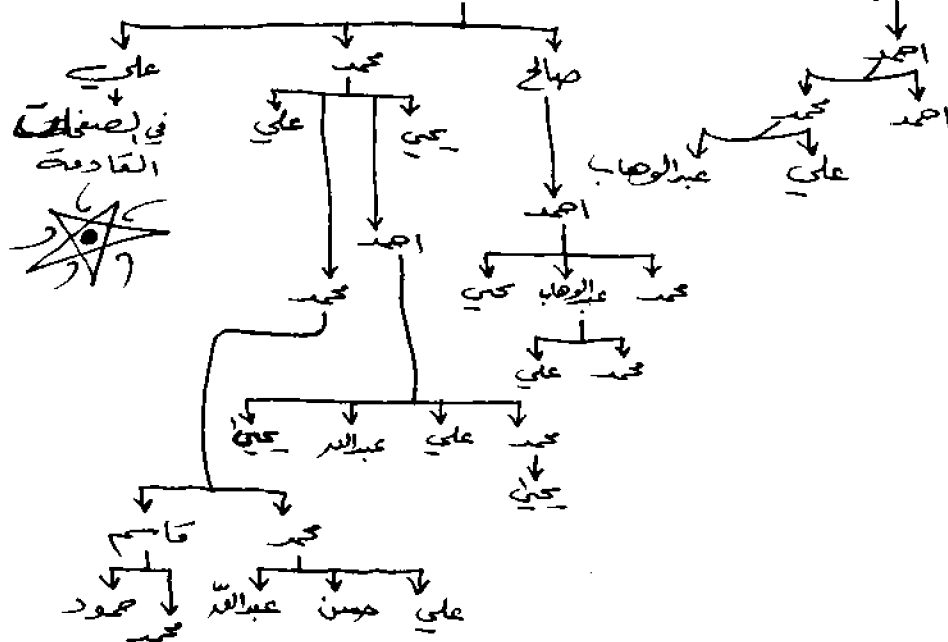 احمد
علي محمد صالح
احمد محمد
في الصفحات
القادمة
يحيى علي
علي عبدالوهاب
احمد
احمد
محمد
محمد عبدالوهاب يحيى
محمد علي
محمد علي عبدالله يحيى
يحيى
محمد قاسم
علي حسن عبدالله
محمد حمود